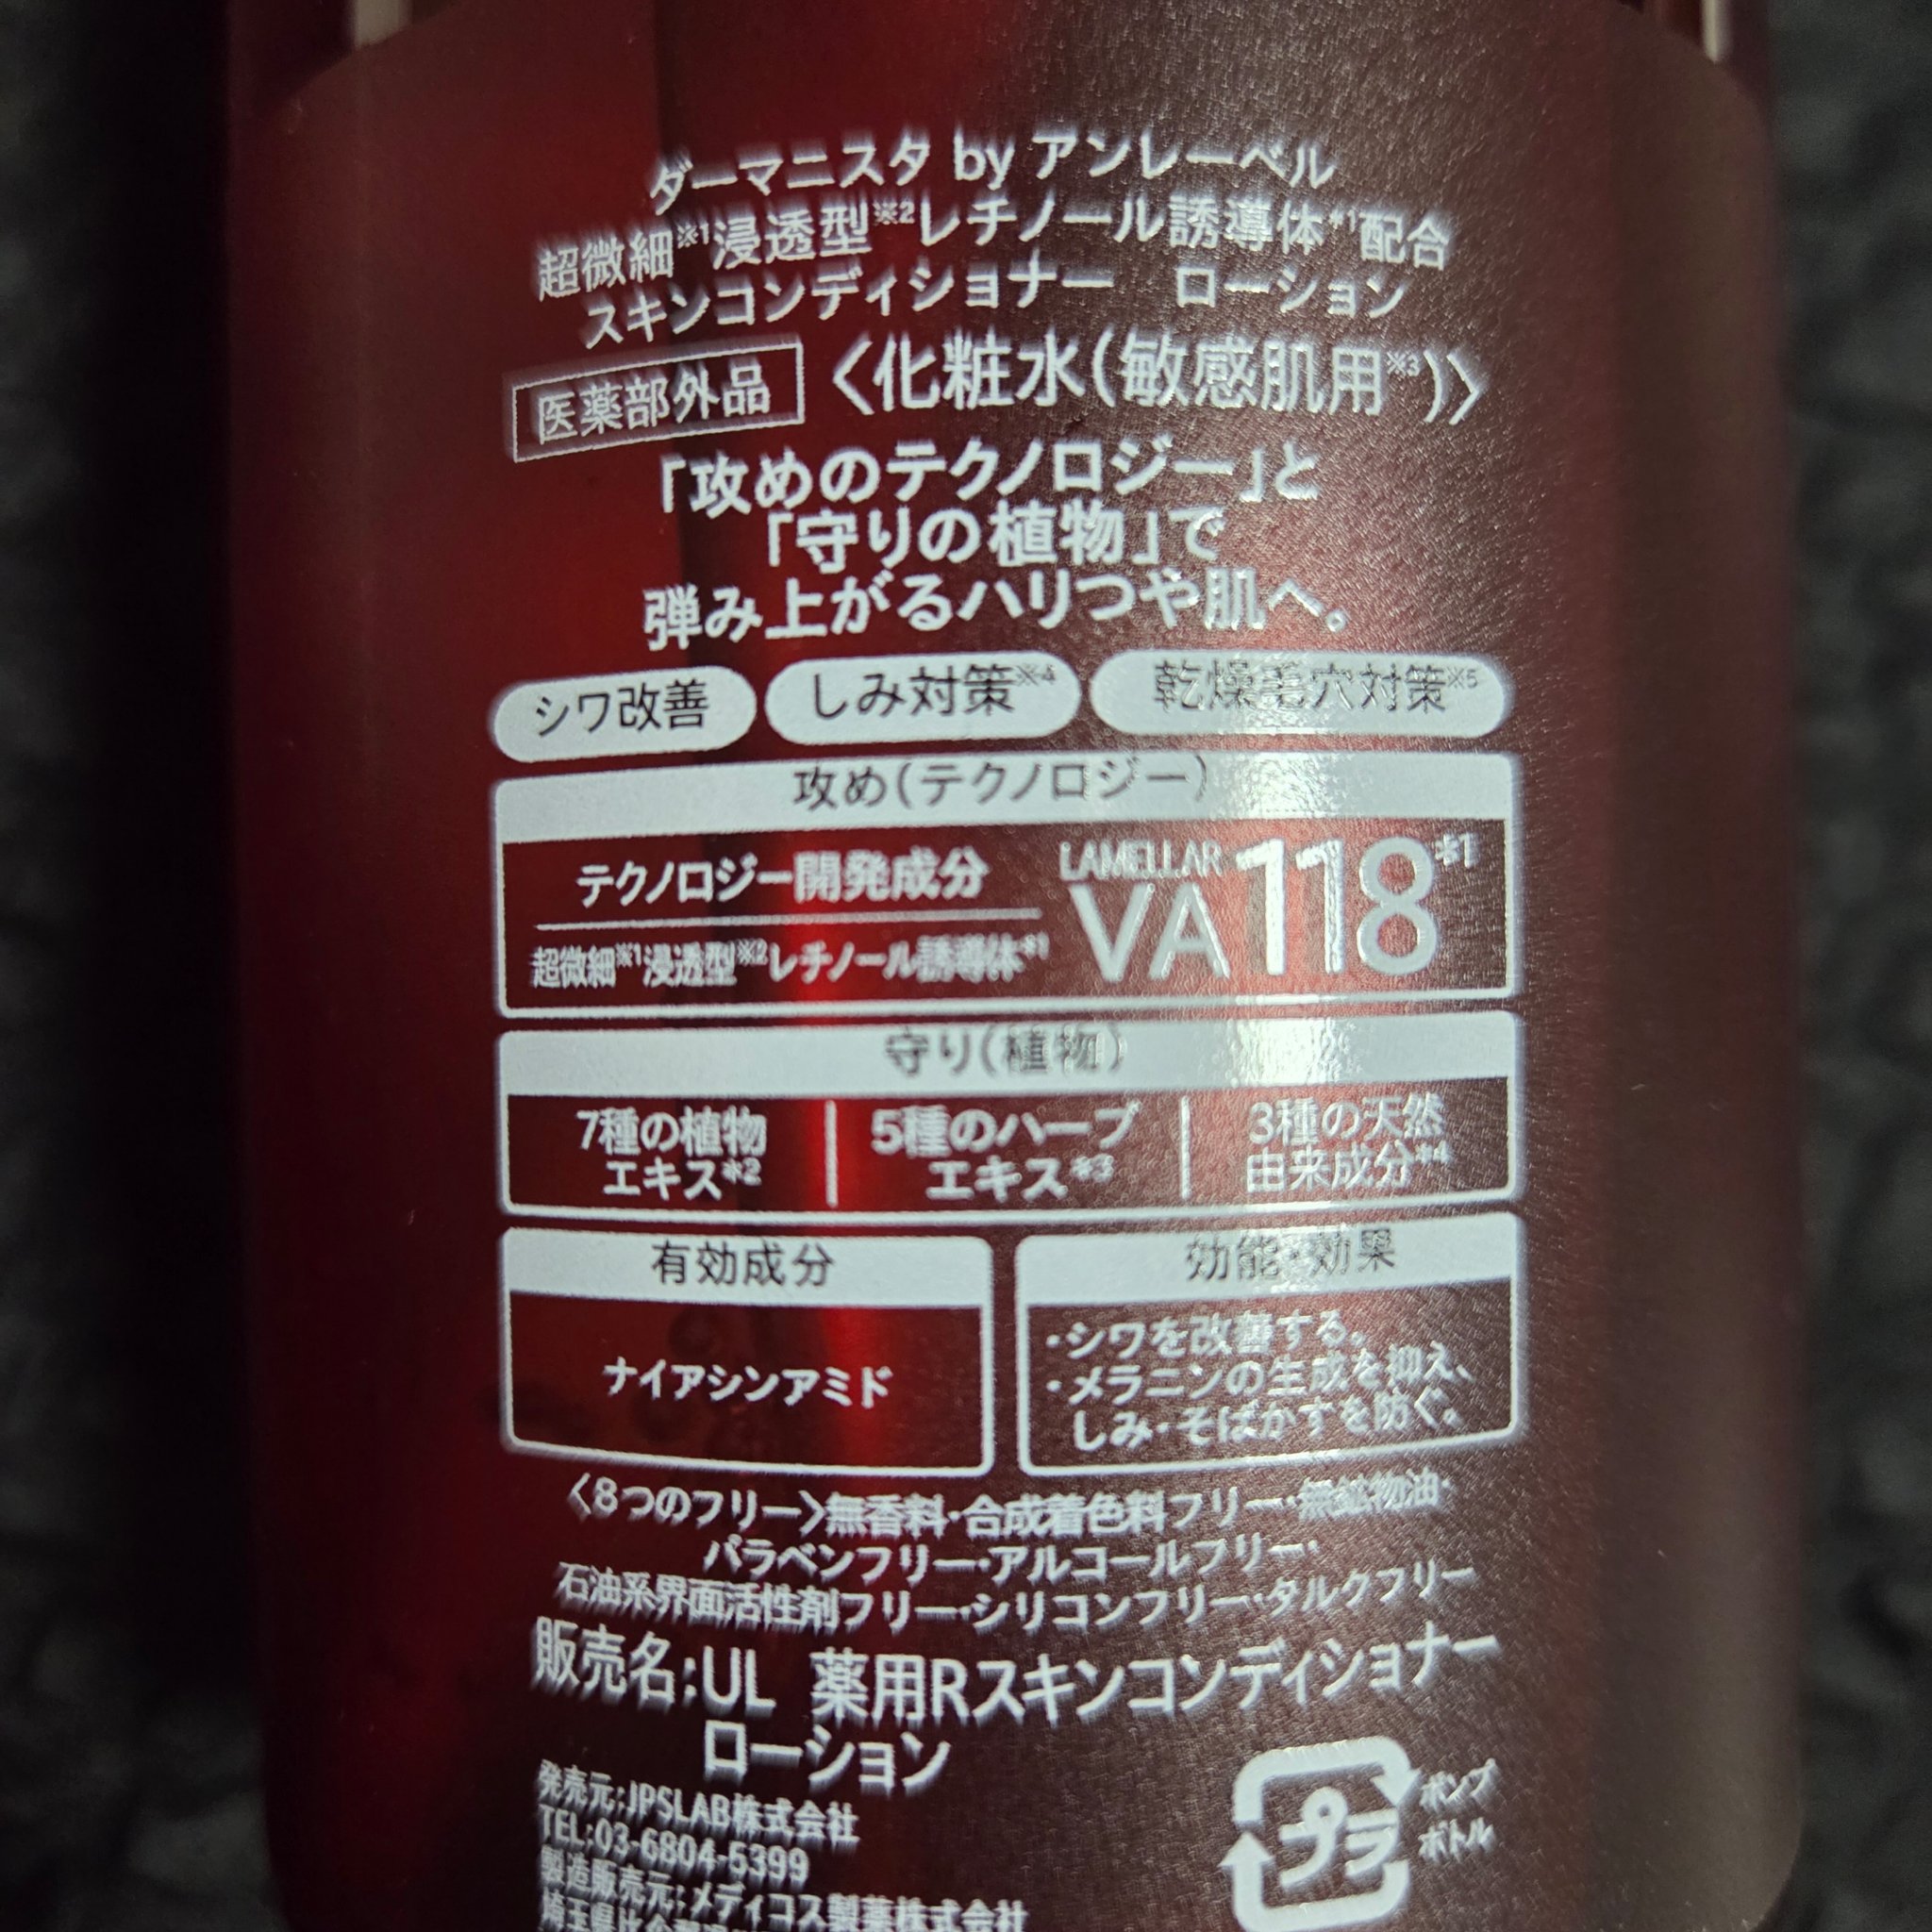 ダーマニスタ by アンレーベル
超微細※1浸透型※2レチノール誘導体*1配合
スキンコンディショナー ローション
医薬部外品 〈化粧水(敏感肌用※3)〉
「攻めのテクノロジー」と
「守りの植物」で
弾み上がるハリつや肌へ。
シワ改善 しみ対策※4 乾燥毛穴対策※5
攻め(テクノロジー)
テクノロジー開発成分
超微細※1浸透型※2レチノール誘導体*1
LAMELLAR
VA118*1
守り(植物)
7種の植物
エキス*2
5種のハーブ
エキス*3
3種の天然
由来成分*4
有効成分
ナイアシンアミド
効能・効果
・シワを改善する。
・メラニンの生成を抑え、
しみ・そばかすを防ぐ。
〈8つのフリー〉無香料・合成着色料フリー・無鉱物油・
パラベンフリー・アルコールフリー・
石油系界面活性剤フリー・シリコンフリー・タルクフリー
販売名:UL 薬用Rスキンコンディショナー
ローション
発売元:JPSLAB株式会社
TEL:03-6804-5399
製造販売元:メディコス製薬株式会社
埼玉県比企郡
プラ
ポンプ
ボトル